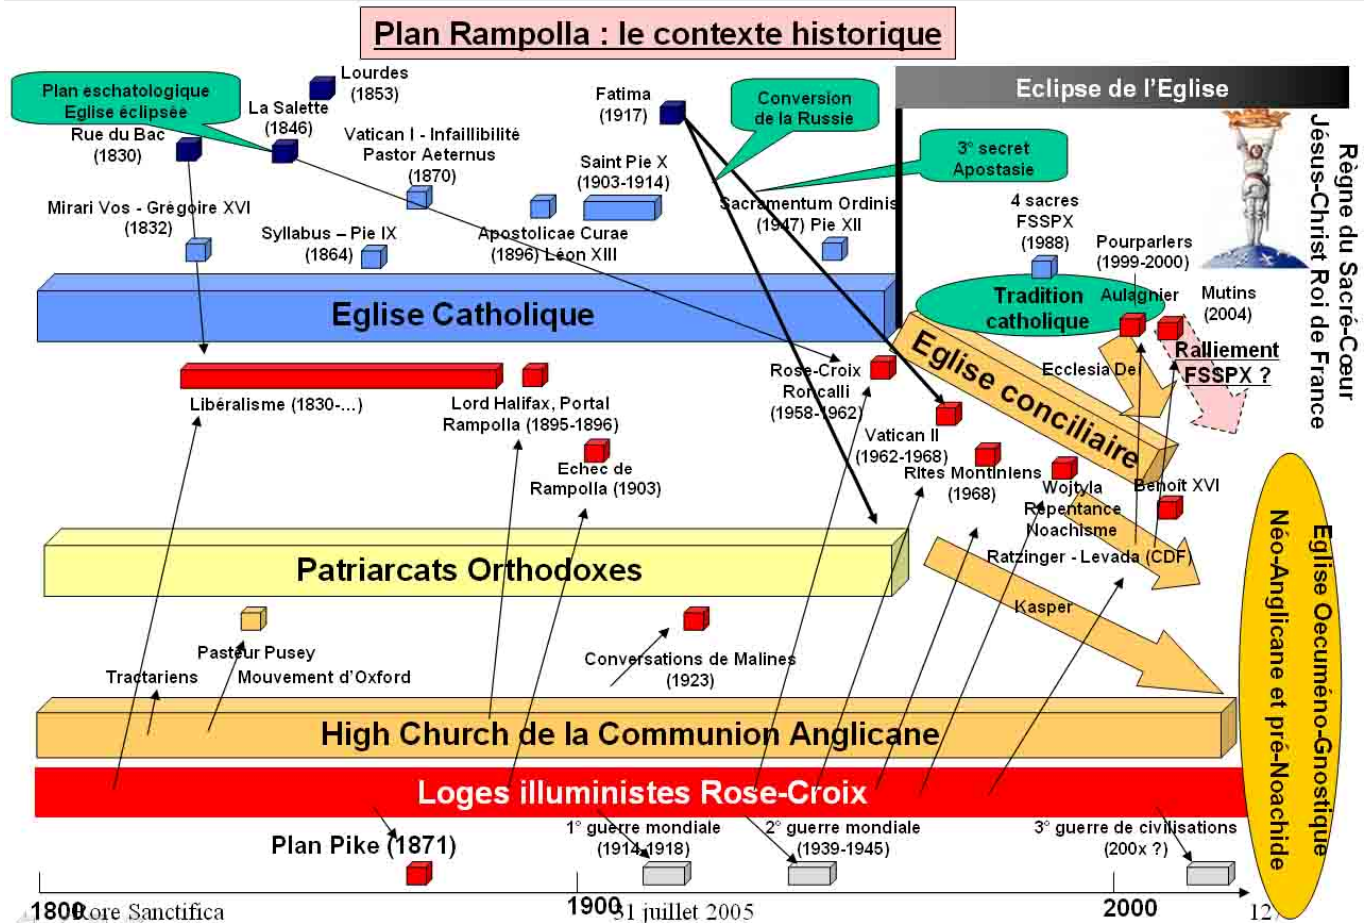 Plan Rampolla : le contexte historique
Plan eschatologique
Eglise éclipsée
Lourdes
(1853)
La Salette
(1846)
Rue du Bac
(1830)
Fatima
(1917)
Conversion
de la Russie
Eclipse de l'Eglise
3° secret
Apostasie
Vatican I - Infaillibilité
Pastor Aeternus
(1870)
Saint Pie X
(1903-1914)
Mirari Vos - Grégoire XVI
(1832)
Syllabus – Pie IX
(1864)
Apostolicae Curae
(1896) Léon XIII
Sacramentum Ordinis
(1947) Pie XII
4 sacres
FSSPX
(1988)
Pourparlers
(1999-2000)
Règne du Sacré-Cœur
Jésus-Christ Roi de France
Eglise Catholique
Tradition
catholique
Aulagnier
Mutins
(2004)
Ralliement
FSSPX ?
Ecclesia Dei
Eglise conciliaire
Libéralisme (1830-...)
Lord Halifax, Portal
Rampolla (1895-1896)
Echec de
Rampolla (1903)
Rose-Croix
Roncalli
(1958-1962)
Vatican II
(1962-1968)
Rites Montiniens
(1968)
Wojtyla
Repentance
Noachisme
Benoît XVI
Ratzinger - Levada (CDF)
Patriarcats Orthodoxes
Kasper
Pasteur Pusey
Tractariens
Mouvement d'Oxford
Conversations de Malines
(1923)
High Church de la Communion Anglicane
Loges illuministes Rose-Croix
Eglise Oecuméno-Gnostique
Néo-Anglicane et pré-Noachide
Plan Pike (1871)
1° guerre mondiale
(1914-1918)
2° guerre mondiale
(1939-1945)
3° guerre de civilisations
(200x ?)
1800
1900
2000
Rore Sanctifica
31 juillet 2005
12